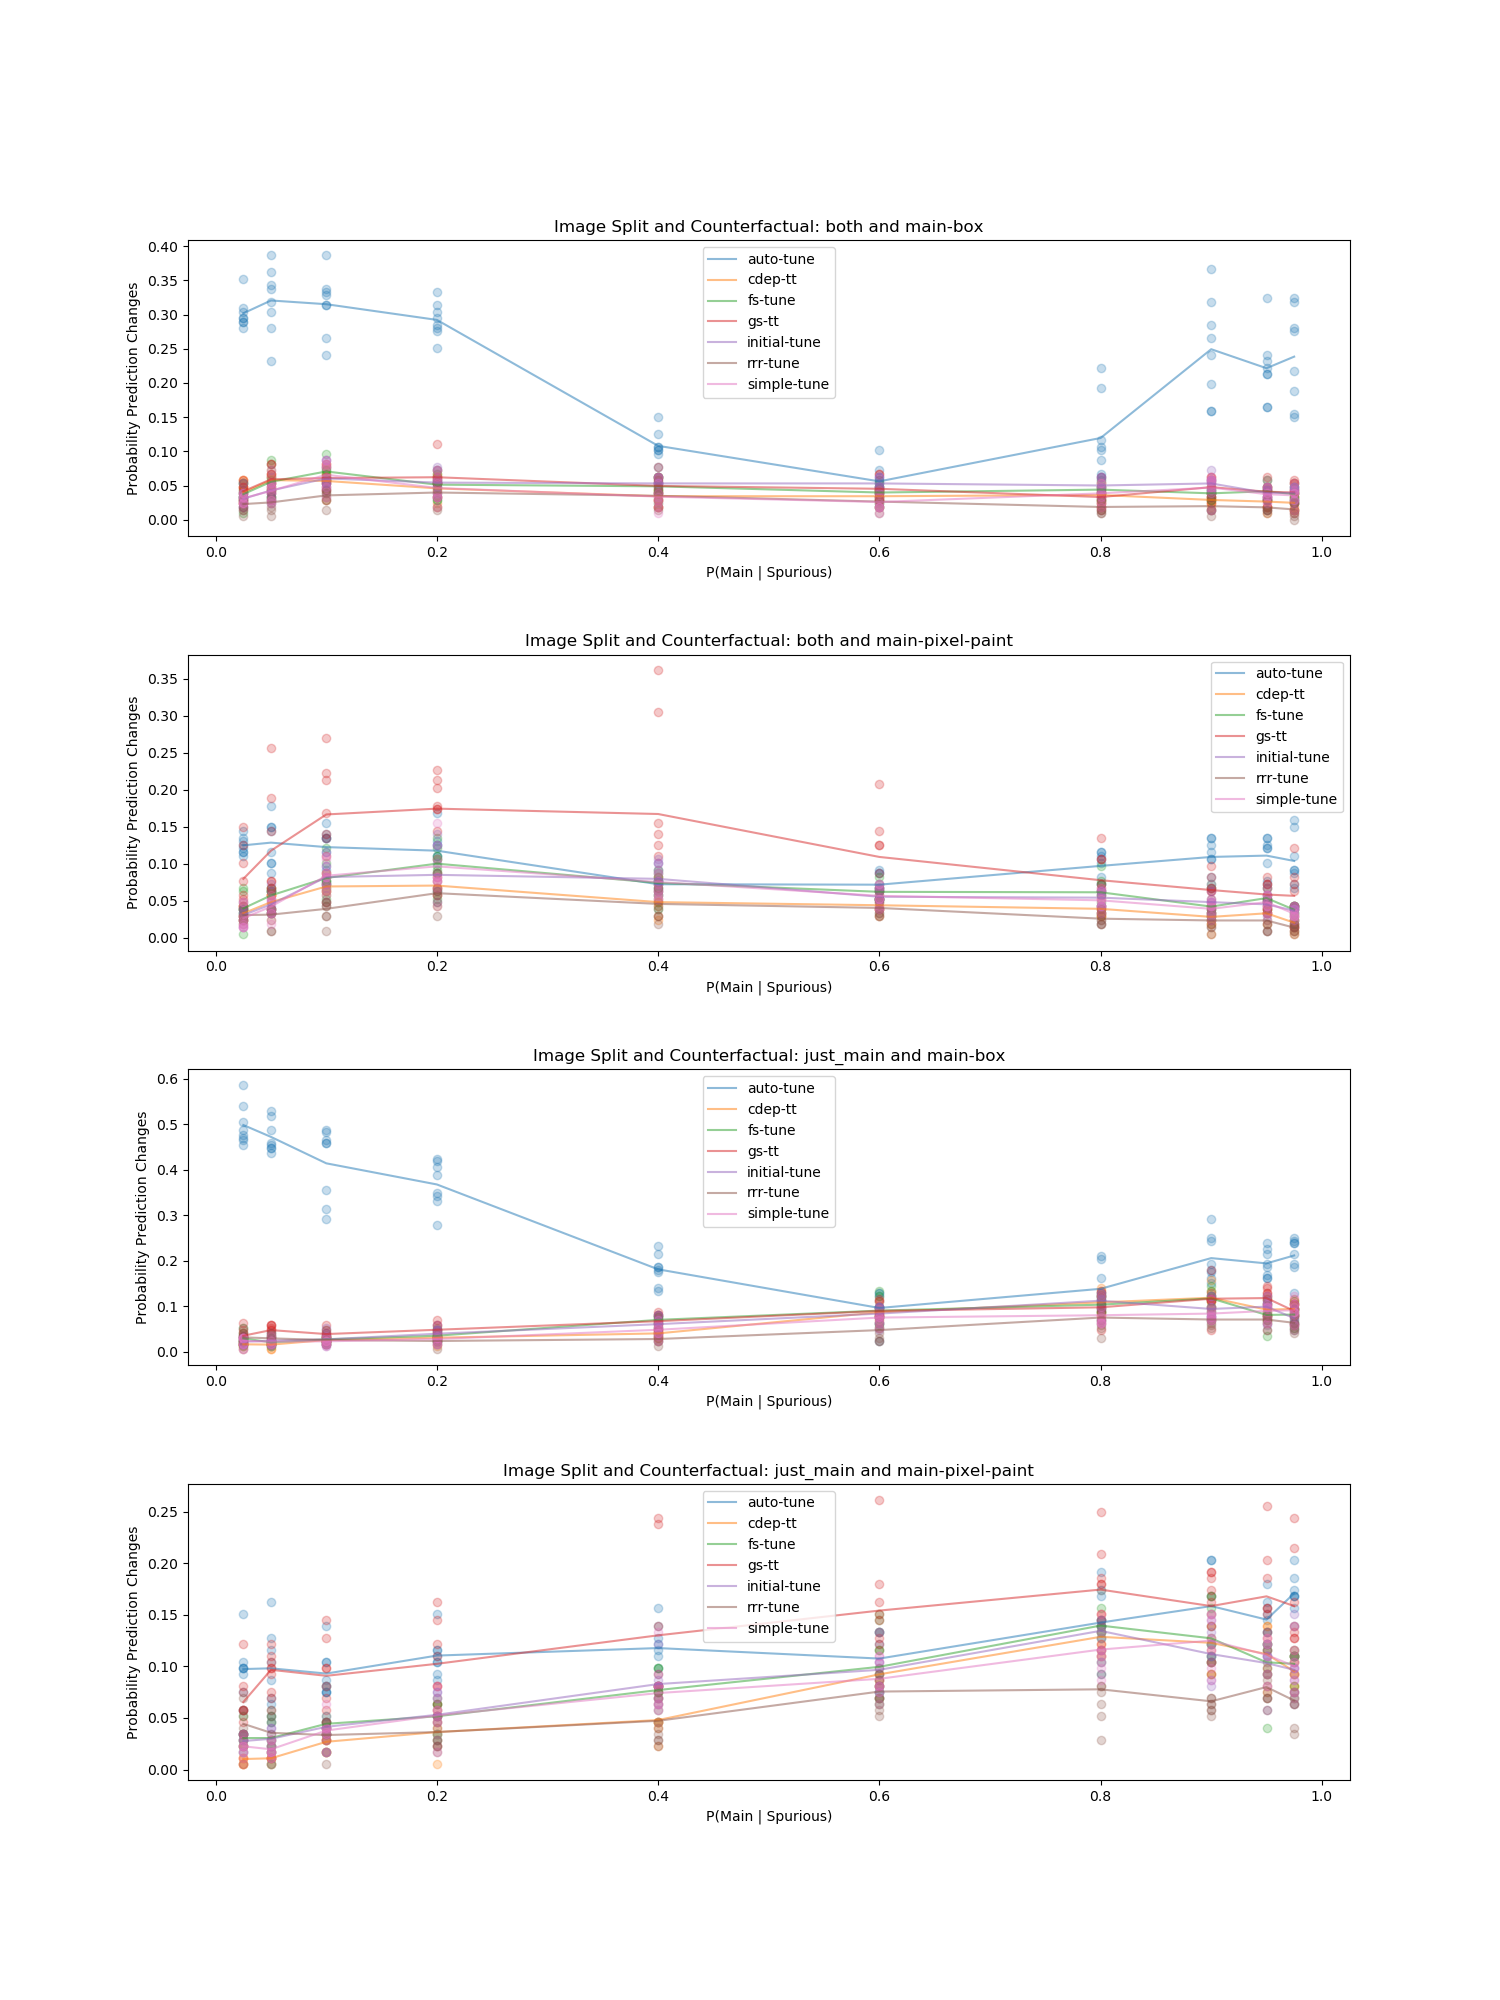 Image Split and Counterfactual: both and main-box
Probability Prediction Changes
0.40
0.35
0.30
0.25
0.20
0.15
0.10
0.05
0.00
auto-tune
cdep-tt
fs-tune
gs-tt
initial-tune
rrr-tune
simple-tune
0.0 0.2 0.4 0.6 0.8 1.0
P(Main | Spurious)
Image Split and Counterfactual: both and main-pixel-paint
Probability Prediction Changes
0.35
0.30
0.25
0.20
0.15
0.10
0.05
0.00
auto-tune
cdep-tt
fs-tune
gs-tt
initial-tune
rrr-tune
simple-tune
0.0 0.2 0.4 0.6 0.8 1.0
P(Main | Spurious)
Image Split and Counterfactual: just_main and main-box
Probability Prediction Changes
0.6
0.5
0.4
0.3
0.2
0.1
0.0
auto-tune
cdep-tt
fs-tune
gs-tt
initial-tune
rrr-tune
simple-tune
0.0 0.2 0.4 0.6 0.8 1.0
P(Main | Spurious)
Image Split and Counterfactual: just_main and main-pixel-paint
Probability Prediction Changes
0.25
0.20
0.15
0.10
0.05
0.00
auto-tune
cdep-tt
fs-tune
gs-tt
initial-tune
rrr-tune
simple-tune
0.0 0.2 0.4 0.6 0.8 1.0
P(Main | Spurious)